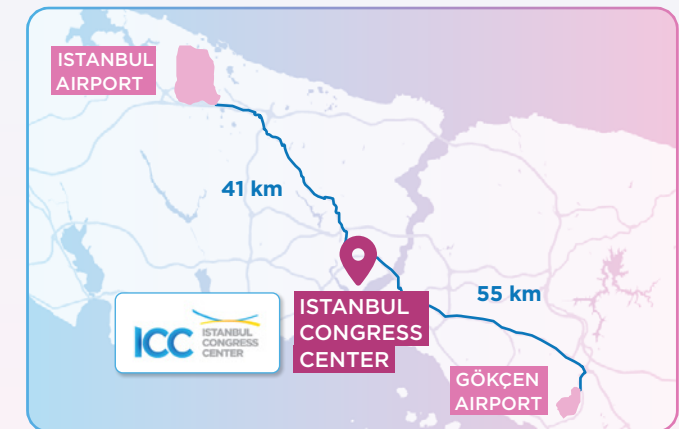 ISTANBUL
AIRPORT
41 km
ISTANBUL
CONGRESS
CENTER
55 km
ICC
ISTANBUL
CONGRESS
CENTER
GÖKÇEN
AIRPORT